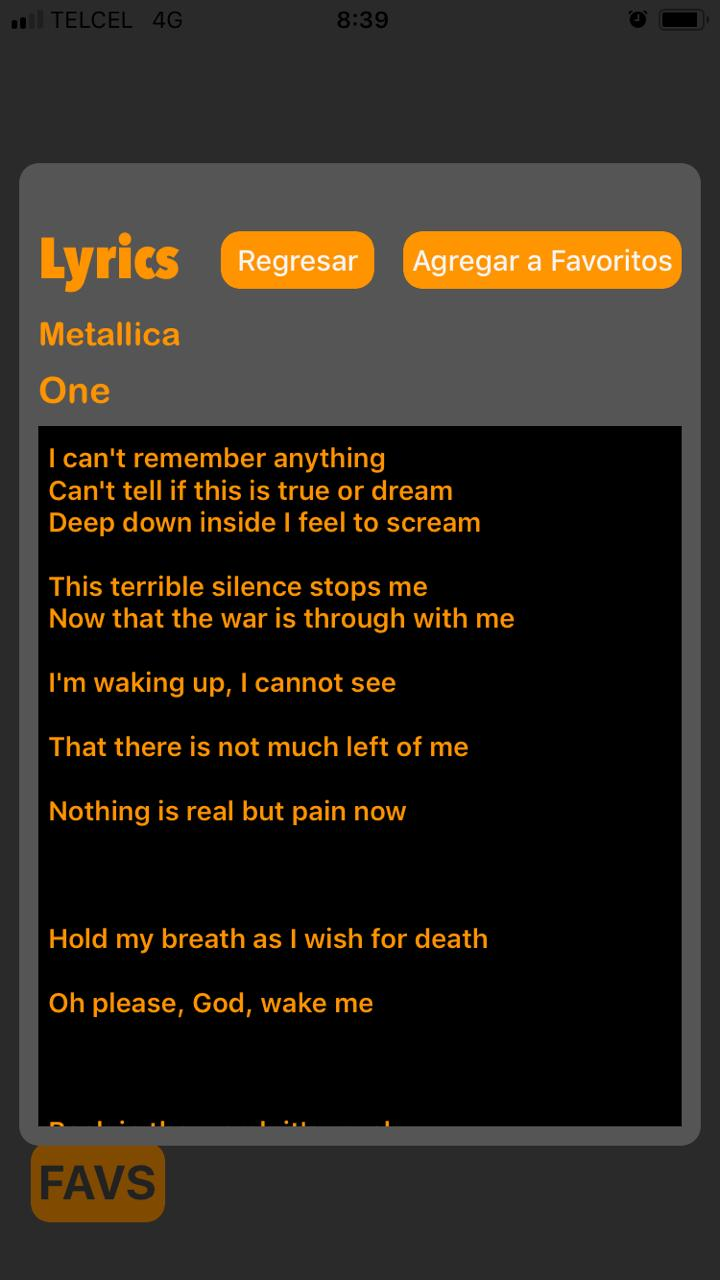 TELCEL 4G 8:39
Lyrics Regresar Agregar a Favoritos
Metallica
One
I can't remember anything
Can't tell if this is true or dream
Deep down inside I feel to scream
This terrible silence stops me
Now that the war is through with me
I'm waking up, I cannot see
That there is not much left of me
Nothing is real but pain now
Hold my breath as I wish for death
Oh please, God, wake me
FAVS